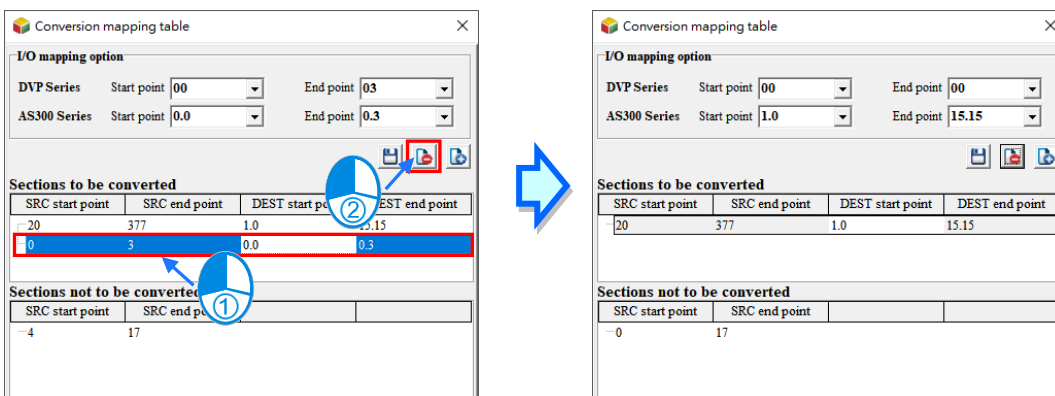 Conversion mapping table
I/O mapping option
DVP Series Start point 00 End point 03
AS300 Series Start point 0.0 End point 0.3
Sections to be converted
SRC start point SRC end point DEST start EST end point
20 377 1.0 15.15
0 3 0.0 0.3
②
Sections not to be converted
SRC start point SRC end
①
4 17
Conversion mapping table
I/O mapping option
DVP Series Start point 00 End point 00
AS300 Series Start point 1.0 End point 15.15
Sections to be converted
SRC start point SRC end point DEST start point DEST end point
20 377 1.0 15.15
Sections not to be converted
SRC start point SRC end point
0 17